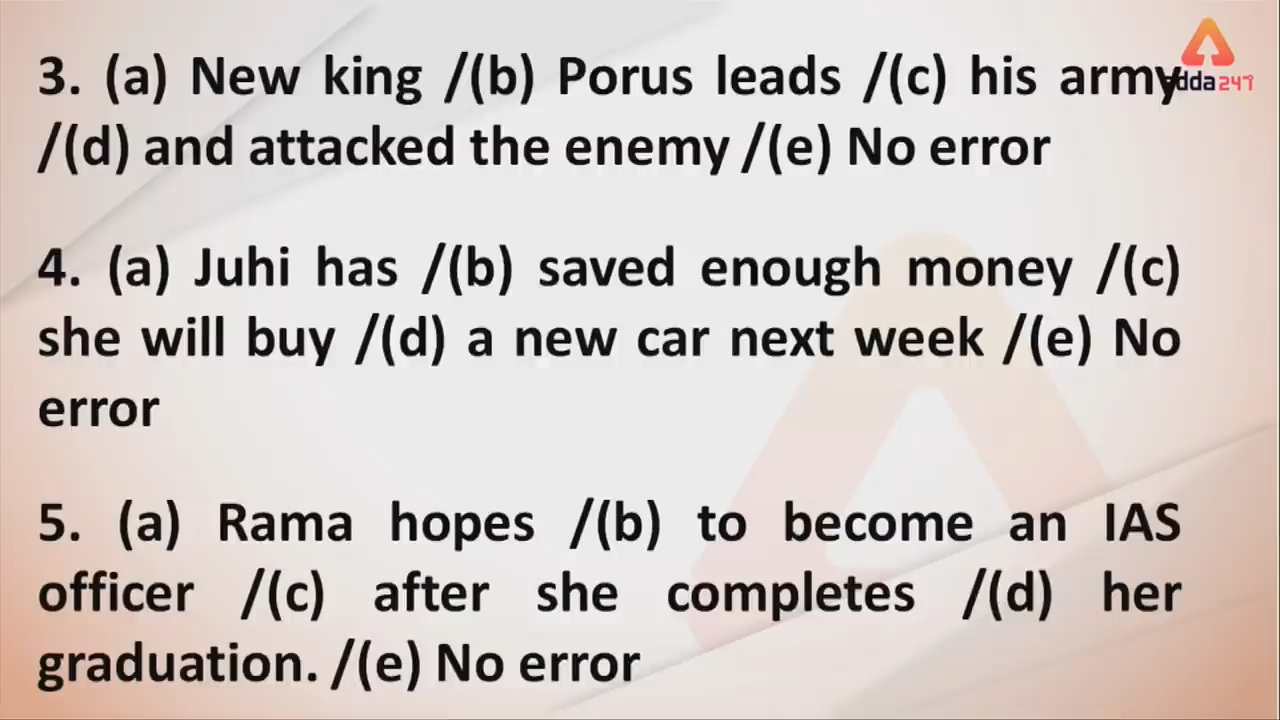 3. (a) New king /(b) Porus leads /(c) his army
adda247
/(d) and attacked the enemy /(e) No error
4. (a) Juhi has /(b) saved enough money /(c)
she will buy /(d) a new car next week /(e) No
error
5. (a) Rama hopes /(b) to become an IAS
officer /(c) after she completes /(d) her
graduation. /(e) No error